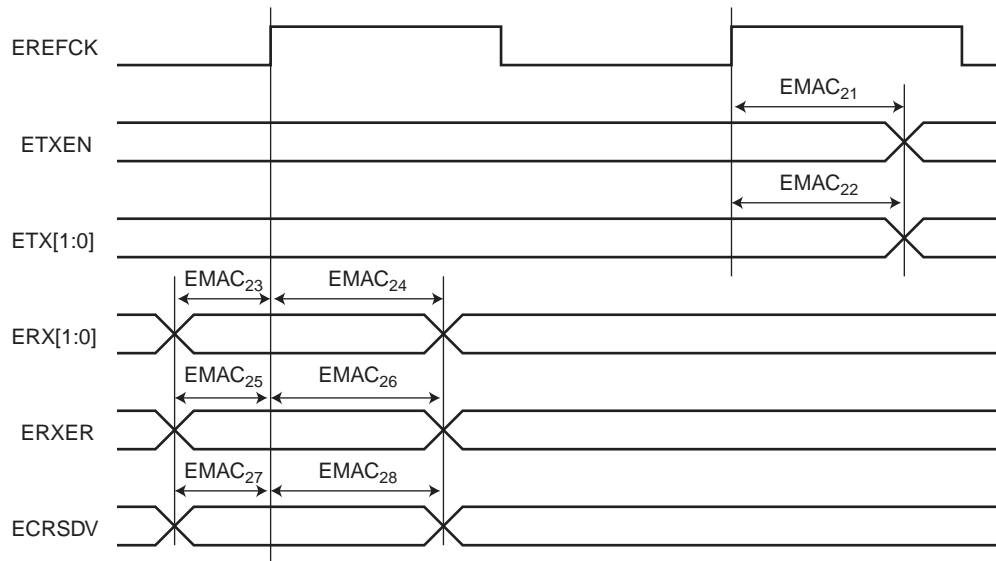 EREFCK
EMAC21
ETXEN
EMAC22
ETX[1:0]
EMAC23 EMAC24
ERX[1:0]
EMAC25 EMAC26
ERXER
EMAC27 EMAC28
ECRSDV